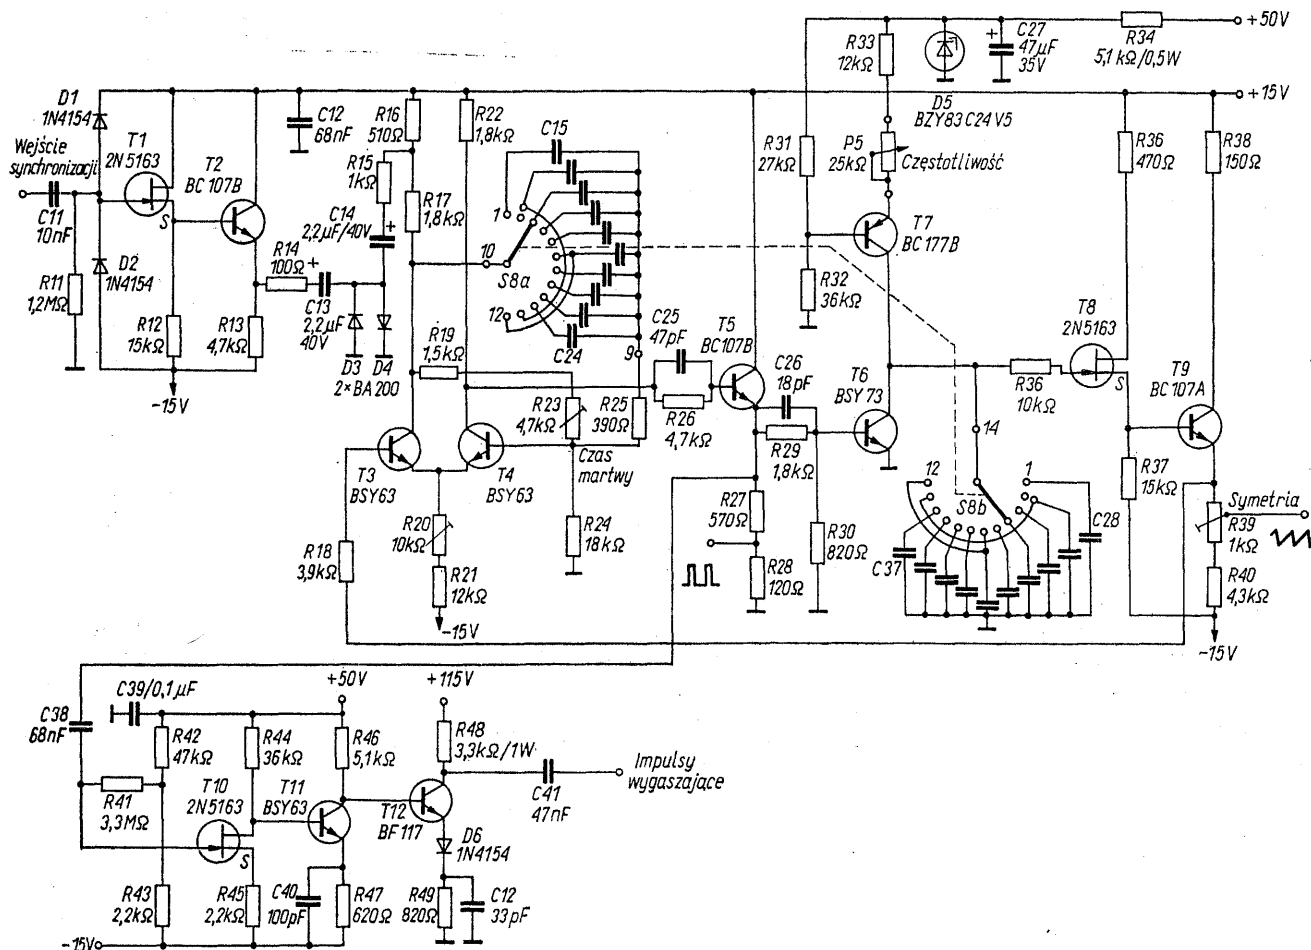 +50V
R34
5,1 kΩ/0,5W
C27
47μF
35V
+
R33
12kΩ
D5
BZY83 C24 V5
+15V
D1
1N4154
Wejście
synchronizacji
T1
2N 5163
T2
BC 107B
C12
68nF
R16
510Ω
R22
1,8kΩ
C15
R31
27kΩ
P5
25kΩ
Częstotliwość
R36
470Ω
R38
150Ω
R15
1kΩ
R17
1,8kΩ
C14
2,2μF/40V
+
C11
10nF
S
D2
1N4154
R14
100Ω
+
C13
2,2μF
40V
R11
1,2MΩ
R12
15kΩ
R13
4,7kΩ
-15V
D3
D4
2×BA 200
1
10
S8a
12
C24
9
T7
BC 177B
R32
36kΩ
T8
2N 5163
R36
10kΩ
S
T9
BC 107A
R19
1,5kΩ
C25
47pF
T5
BC107B
C26
18pF
T6
BSY 73
R23
4,7kΩ
R25
390Ω
R26
4,7kΩ
R29
1,8kΩ
Czas
martwy
T3
BSY63
T4
BSY63
14
12
1
S8b
C37
C28
R37
15kΩ
Symetria
R39
1kΩ
R40
4,3kΩ
-15V
R20
10kΩ
R21
12kΩ
-15V
R24
18kΩ
R18
3,9kΩ
R27
570Ω
R28
120Ω
R30
820Ω
+50V
+115V
C39/0,1μF
C38
68nF
R42
47kΩ
R44
36kΩ
R46
5,1kΩ
R48
3,3kΩ/1W
Impulsy
wygaszające
C41
47nF
R41
3,3MΩ
T10
2N5163
T11
BSY63
T12
BF 117
D6
1N4154
S
R43
2,2kΩ
R45
2,2kΩ
C40
100pF
R47
620Ω
R49
820Ω
C12
33pF
-15V